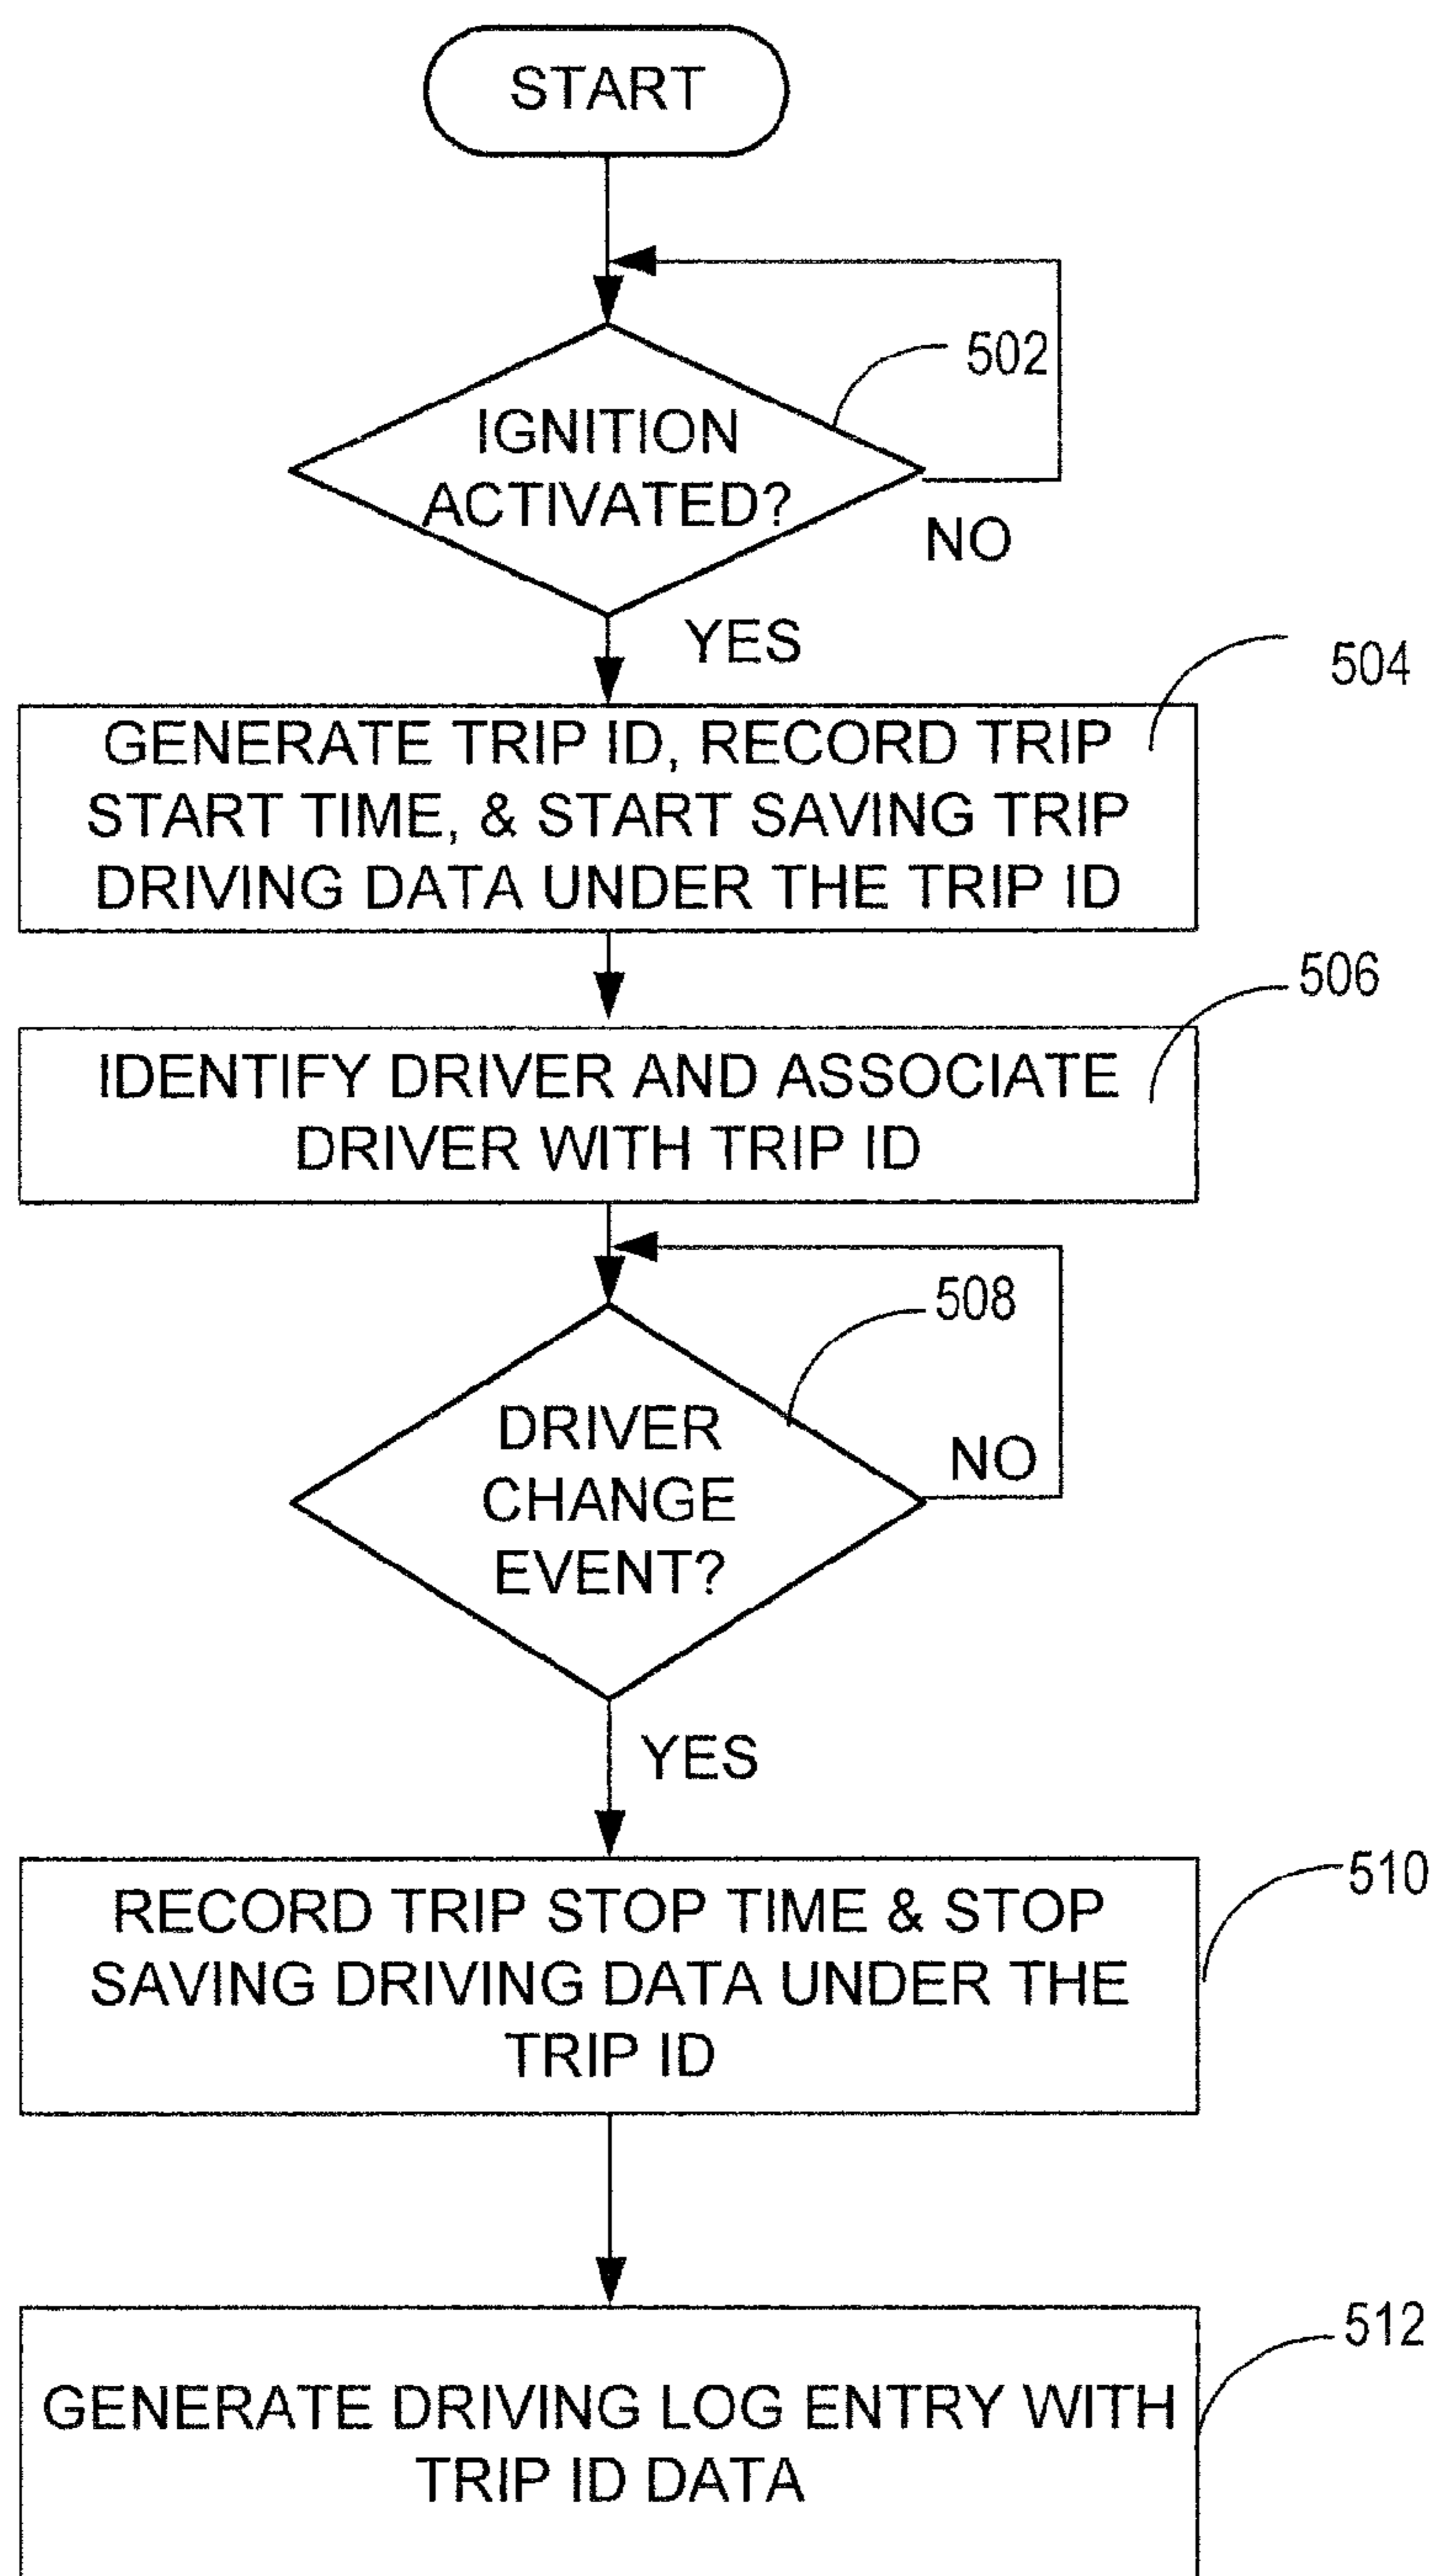 START
502
IGNITION
ACTIVATED?
NO
YES
504
GENERATE TRIP ID, RECORD TRIP
START TIME, & START SAVING TRIP
DRIVING DATA UNDER THE TRIP ID
506
IDENTIFY DRIVER AND ASSOCIATE
DRIVER WITH TRIP ID
508
DRIVER
CHANGE
EVENT?
NO
YES
510
RECORD TRIP STOP TIME & STOP
SAVING DRIVING DATA UNDER THE
TRIP ID
512
GENERATE DRIVING LOG ENTRY WITH
TRIP ID DATA